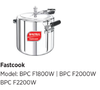 Fastcook
Model: BPC F1800W | BPC F2000W
BPC F2200W